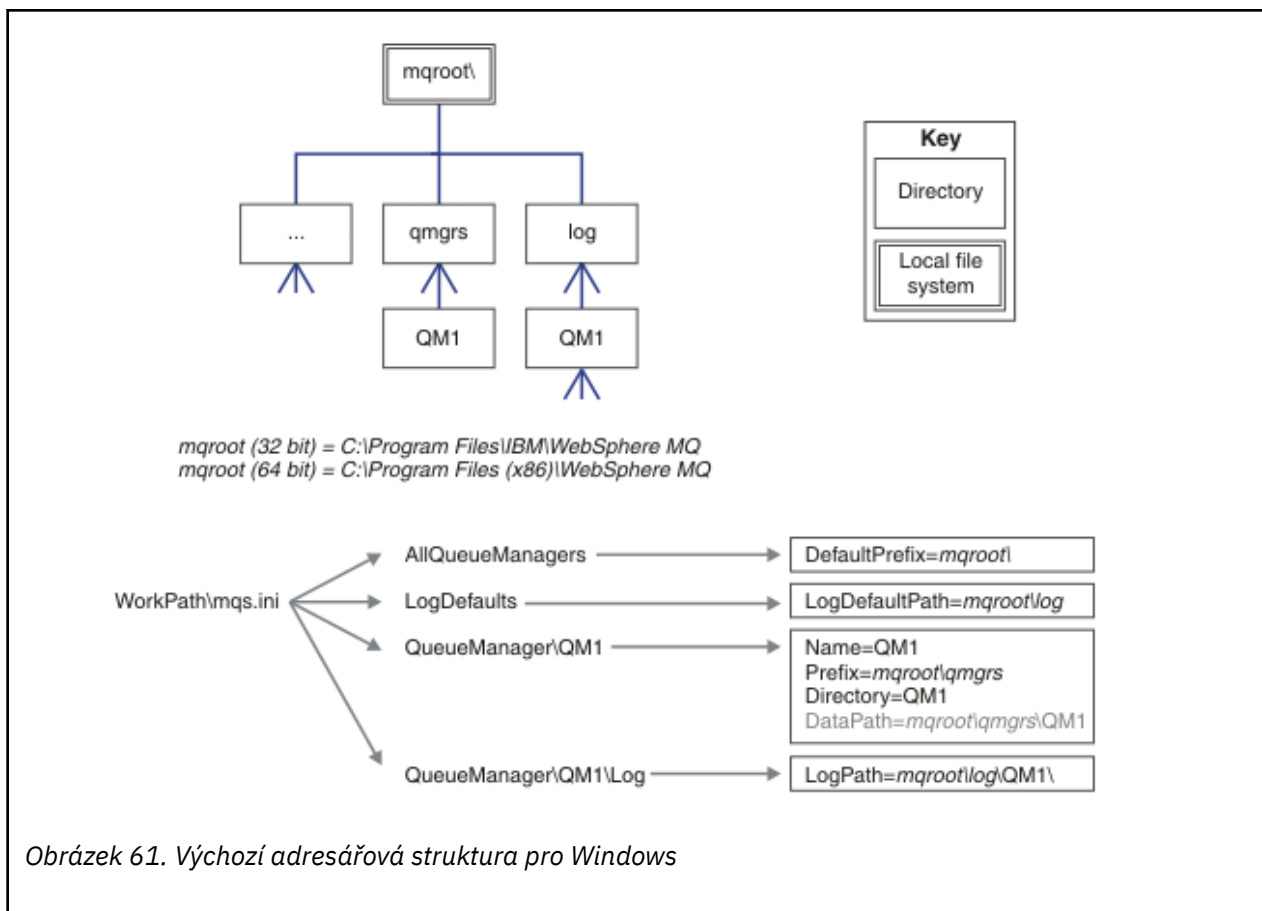 mqroot\
Key
Directory
Local file
system
...
qmgrs
log
QM1
QM1
mqroot (32 bit) = C:\Program Files\IBM\WebSphere MQ
mqroot (64 bit) = C:\Program Files (x86)\WebSphere MQ
WorkPath\mqs.ini
AllQueueManagers
DefaultPrefix=mqroot\
LogDefaults
LogDefaultPath=mqroot\log
QueueManager\QM1
Name=QM1
Prefix=mqroot\qmgrs
Directory=QM1
DataPath=mqroot\qmgrs\QM1
QueueManager\QM1\Log
LogPath=mqroot\log\QM1\
Obrázek 61. Výchozí adresářová struktura pro Windows